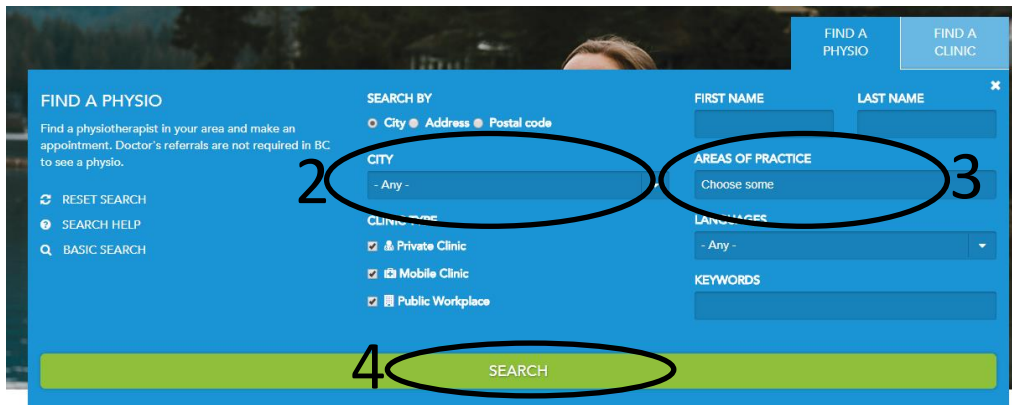 FIND A
PHYSIO
FIND A
CLINIC
FIND A PHYSIO
Find a physiotherapist in your area and make an
appointment. Doctor's referrals are not required in BC
to see a physio.
RESET SEARCH
SEARCH HELP
BASIC SEARCH
SEARCH BY
City Address Postal code
2
CITY
- Any -
CLINIC TYPE
Private Clinic
Mobile Clinic
Public Workplace
FIRST NAME
LAST NAME
AREAS OF PRACTICE
Choose some
3
LANGUAGES
- Any -
KEYWORDS
4
SEARCH